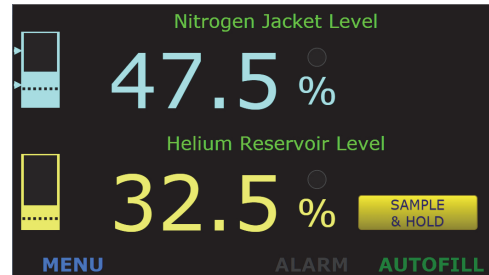 Nitrogen Jacket Level
47.5 %
Helium Reservoir Level
32.5 %
SAMPLE
& HOLD
MENU ALARM AUTOFILL